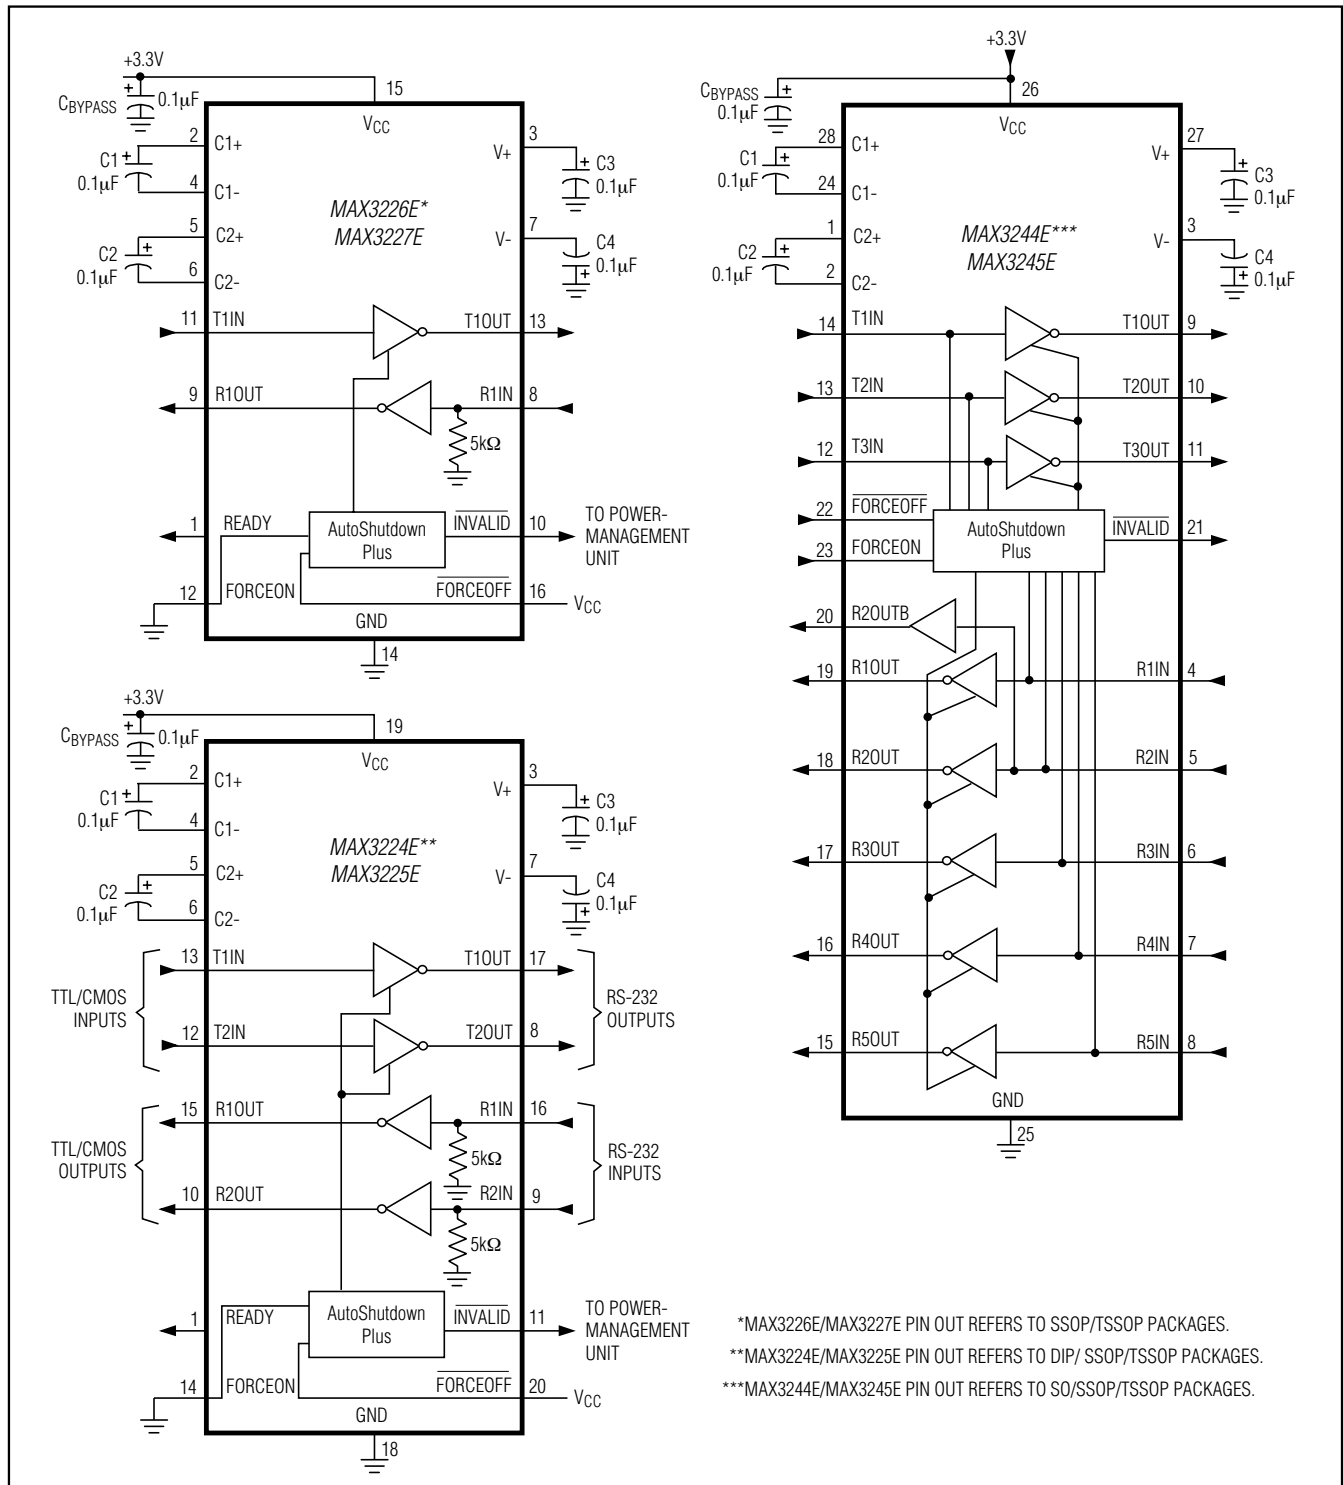 +3.3V
CBYPASS
0.1µF
15
VCC
2
C1+
3
V+
C1
0.1µF
C3
0.1µF
4
C1-
MAX3226E*
MAX3227E
5
C2+
7
V-
C2
0.1µF
C4
0.1µF
6
C2-
11
T1IN
T1OUT
13
9
R1OUT
R1IN
8
5kΩ
1
READY
AutoShutdown
Plus
INVALID
10
TO POWER-
MANAGEMENT
UNIT
12
FORCEON
FORCEOFF
16
VCC
GND
14
+3.3V
CBYPASS
0.1µF
19
VCC
2
C1+
3
V+
C1
0.1µF
C3
0.1µF
4
C1-
MAX3224E**
MAX3225E
5
C2+
7
V-
C2
0.1µF
C4
0.1µF
6
C2-
TTL/CMOS
INPUTS
13
T1IN
T1OUT
17
12
T2IN
T2OUT
8
RS-232
OUTPUTS
TTL/CMOS
OUTPUTS
15
R1OUT
R1IN
16
5kΩ
10
R2OUT
R2IN
9
5kΩ
RS-232
INPUTS
1
READY
AutoShutdown
Plus
INVALID
11
TO POWER-
MANAGEMENT
UNIT
14
FORCEON
FORCEOFF
20
VCC
GND
18
+3.3V
CBYPASS
0.1µF
26
VCC
28
C1+
27
V+
C1
0.1µF
C3
0.1µF
24
C1-
MAX3244E***
MAX3245E
1
C2+
3
V-
C2
0.1µF
C4
0.1µF
2
C2-
14
T1IN
T1OUT
9
13
T2IN
T2OUT
10
12
T3IN
T3OUT
11
22
FORCEOFF
23
FORCEON
AutoShutdown
Plus
INVALID
21
20
R2OUTB
19
R1OUT
R1IN
4
18
R2OUT
R2IN
5
17
R3OUT
R3IN
6
16
R4OUT
R4IN
7
15
R5OUT
R5IN
8
GND
25
*MAX3226E/MAX3227E PIN OUT REFERS TO SSOP/TSSOP PACKAGES.
**MAX3224E/MAX3225E PIN OUT REFERS TO DIP/ SSOP/TSSOP PACKAGES.
***MAX3244E/MAX3245E PIN OUT REFERS TO SO/SSOP/TSSOP PACKAGES.